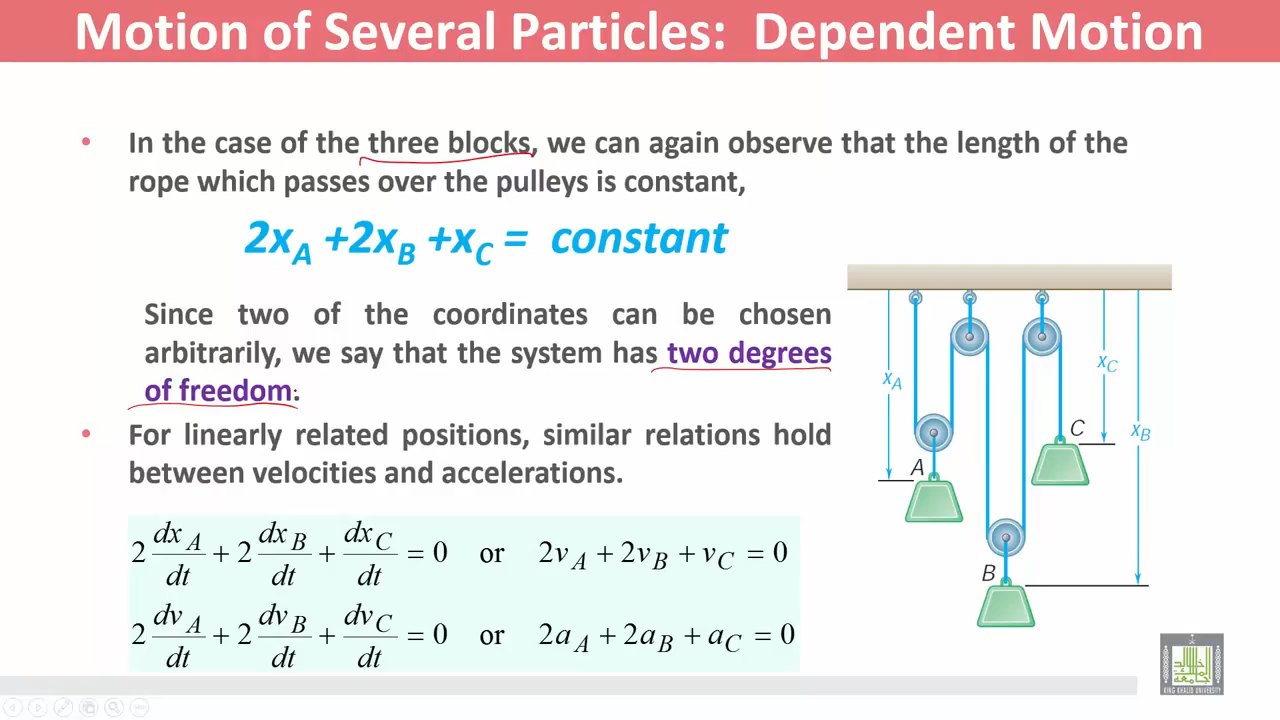 Motion of Several Particles: Dependent Motion
• In the case of the three blocks, we can again observe that the length of the
rope which passes over the pulleys is constant,
2x_A +2x_B +x_C = constant
Since two of the coordinates can be chosen
arbitrarily, we say that the system has two degrees
of freedom.
• For linearly related positions, similar relations hold
between velocities and accelerations.
2 dx_A/dt + 2 dx_B/dt + dx_C/dt = 0 or 2v_A + 2v_B + v_C = 0
2 dv_A/dt + 2 dv_B/dt + dv_C/dt = 0 or 2a_A + 2a_B + a_C = 0
x_A
x_C
x_B
C
A
B
KING KHALID UNIVERSITY